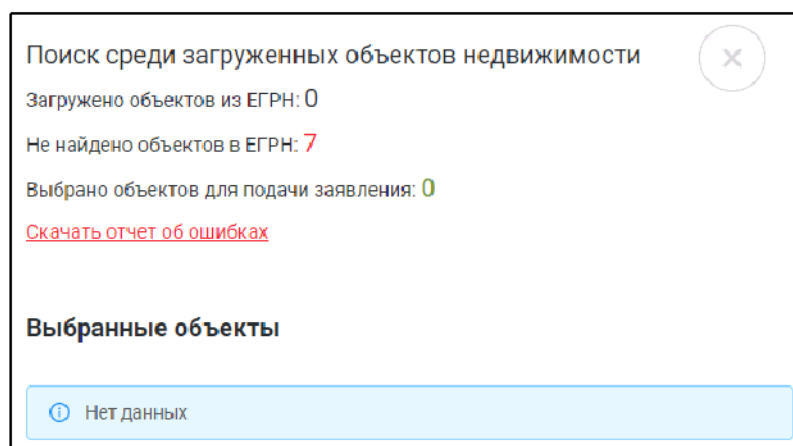 Поиск среди загруженных объектов недвижимости
Загружено объектов из ЕГРН: 0
Не найдено объектов в ЕГРН: 7
Выбрано объектов для подачи заявления: 0
Скачать отчет об ошибках
Выбранные объекты
Нет данных